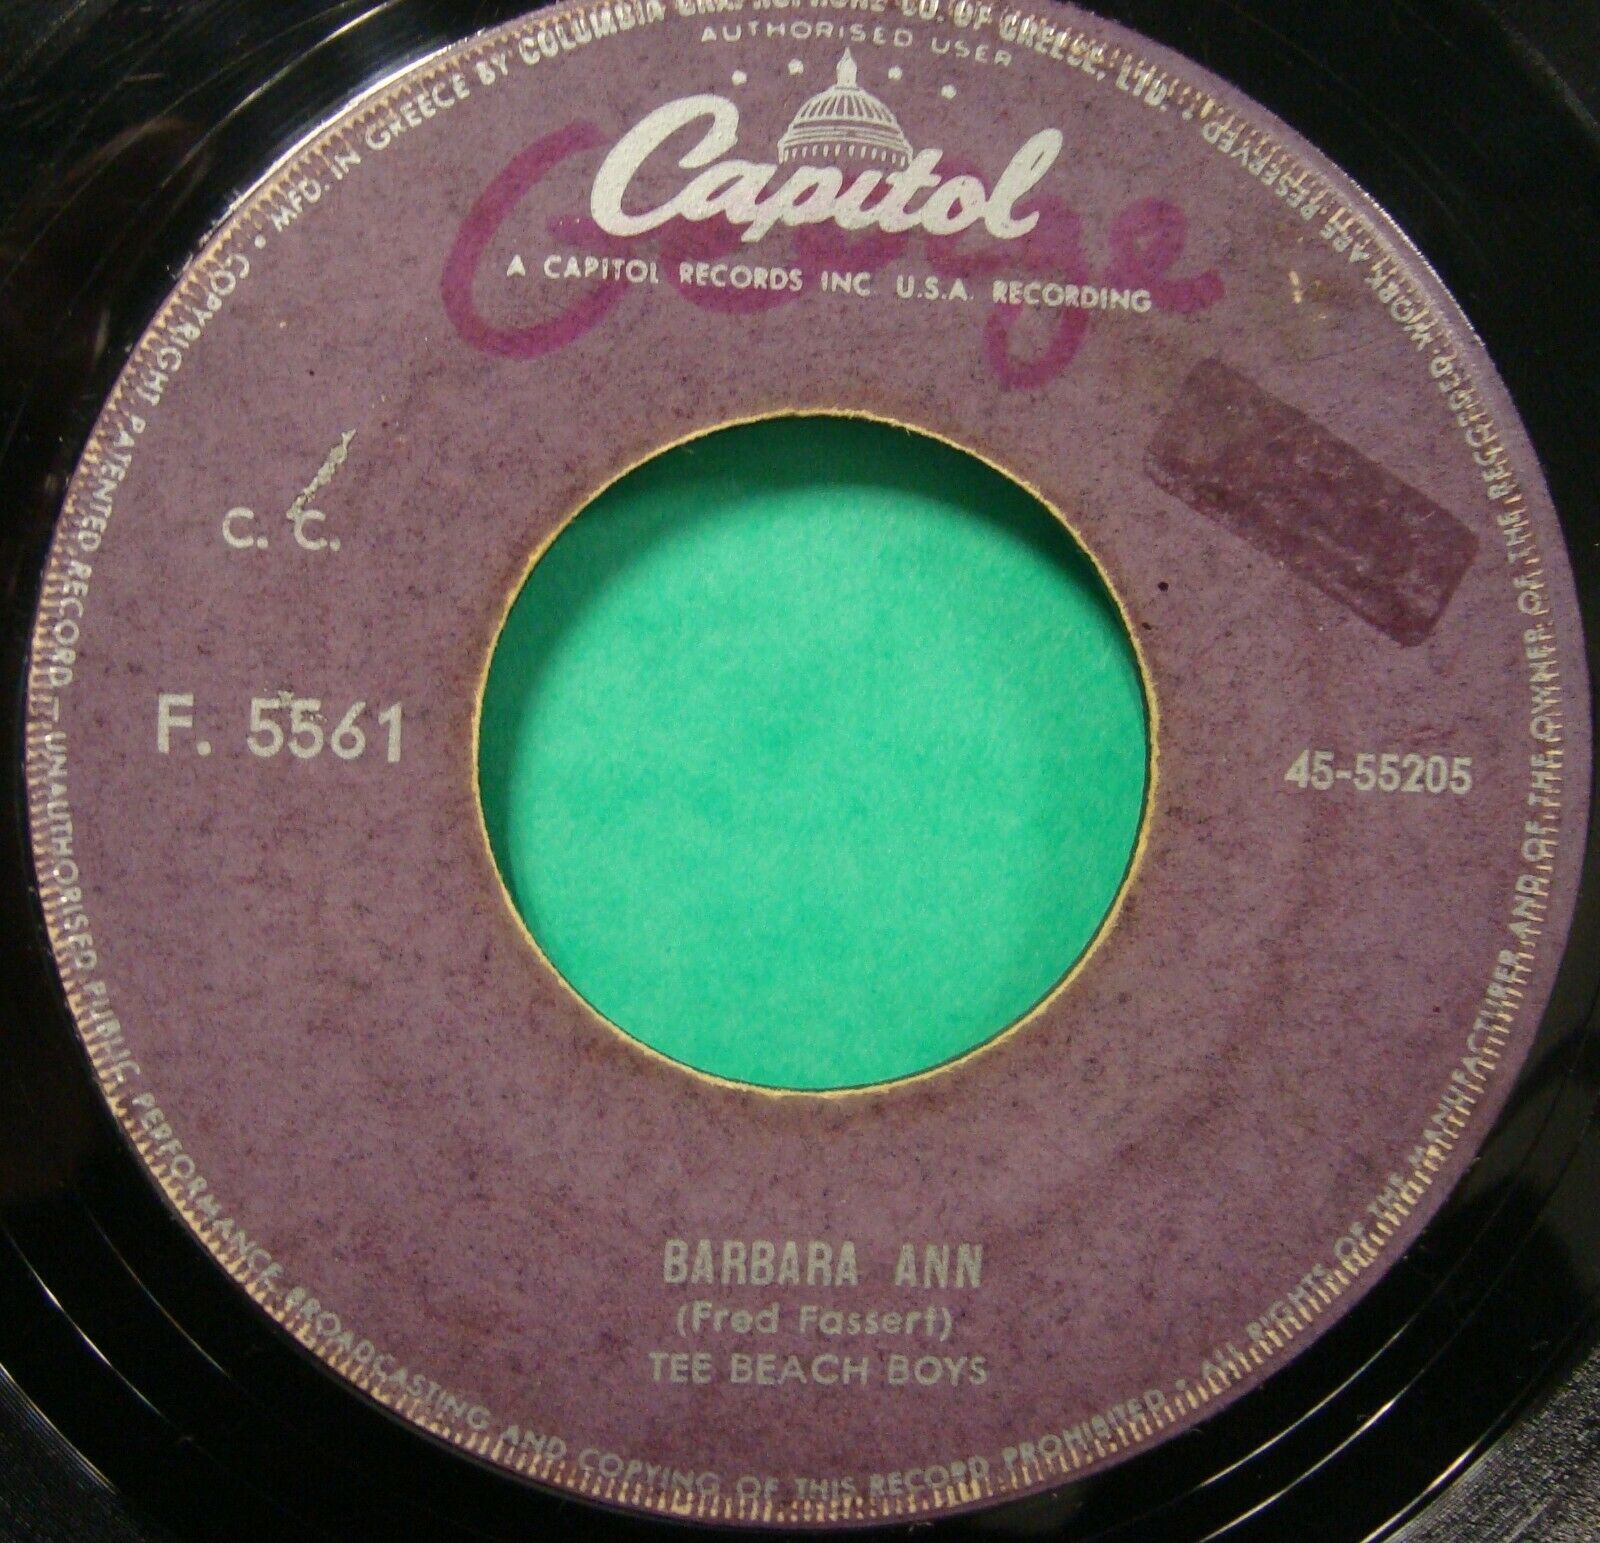 COPYRIGHT PATENTED RECORD • UNAUTHORISED PUBLIC PERFORMANCE BROADCASTING AND COPYING OF THIS RECORD PROHIBITED • ALL RIGHTS OF THE MANUFACTURER AND OF THE OWNER OF THE REGISTERED WORK ARE RESERVED • MFD. IN GREECE BY COLUMBIA GRAPHOPHONE CO. OF GREECE, LTD.
AUTHORISED USER
Capitol
George
A CAPITOL RECORDS INC U.S.A. RECORDING
C. C.
F. 5561
45-55205
BARBARA ANN
(Fred Fassert)
TEE BEACH BOYS